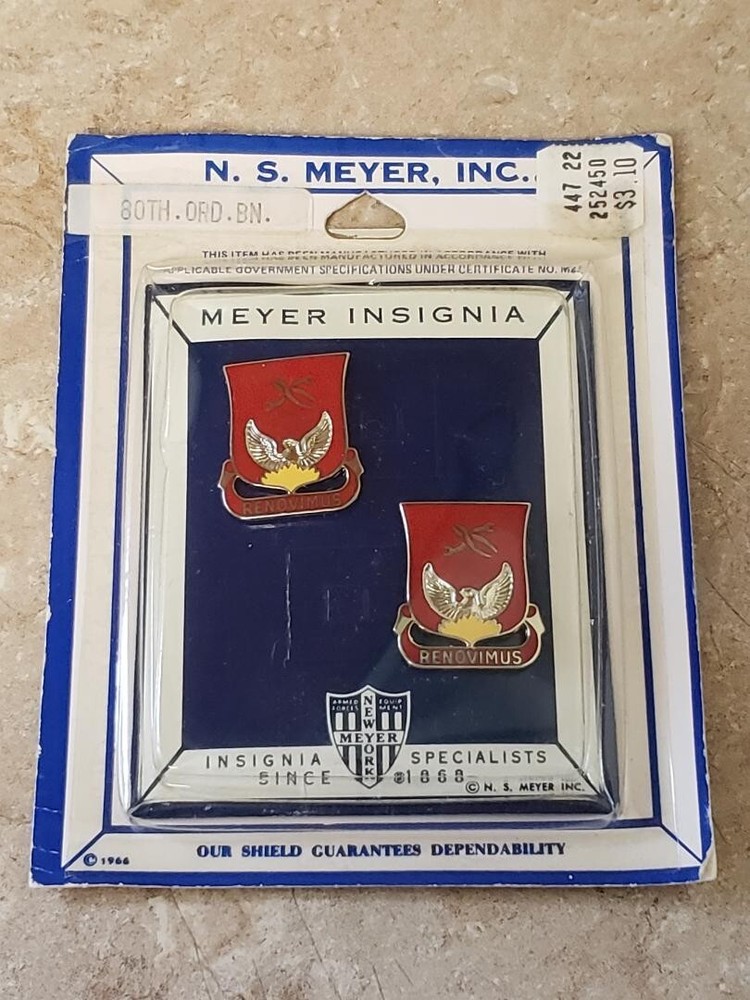 N. S. MEYER, INC.
80TH.ORD.BN.
447 22
252450
$3.10
THIS ITEM HAS BEEN MANUFACTURED IN ACCORDANCE WITH
APPLICABLE GOVERNMENT SPECIFICATIONS UNDER CERTIFICATE NO.
MEYER INSIGNIA
RENOVIMUS
RENOVIMUS
ARMED FORCES
EQUIPMENT
NEW YORK
MEYER
INSIGNIA SPECIALISTS
SINCE 1868
© N. S. MEYER INC.
© 1966
OUR SHIELD GUARANTEES DEPENDABILITY